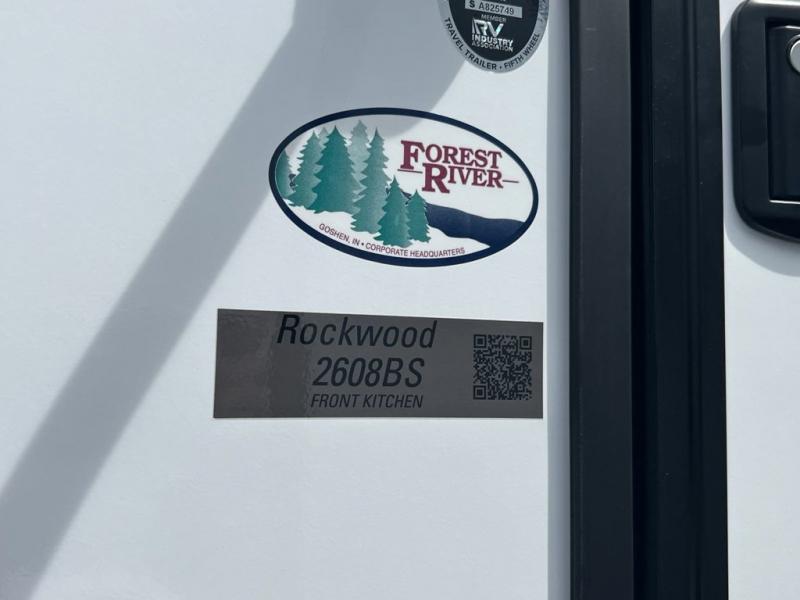 S A825749
MEMBER
RV
INDUSTRY
ASSOCIATION
TRAVEL TRAILER • FIFTH WHEEL
FOREST
RIVER
GOSHEN, IN • CORPORATE HEADQUARTERS
Rockwood
2608BS
FRONT KITCHEN